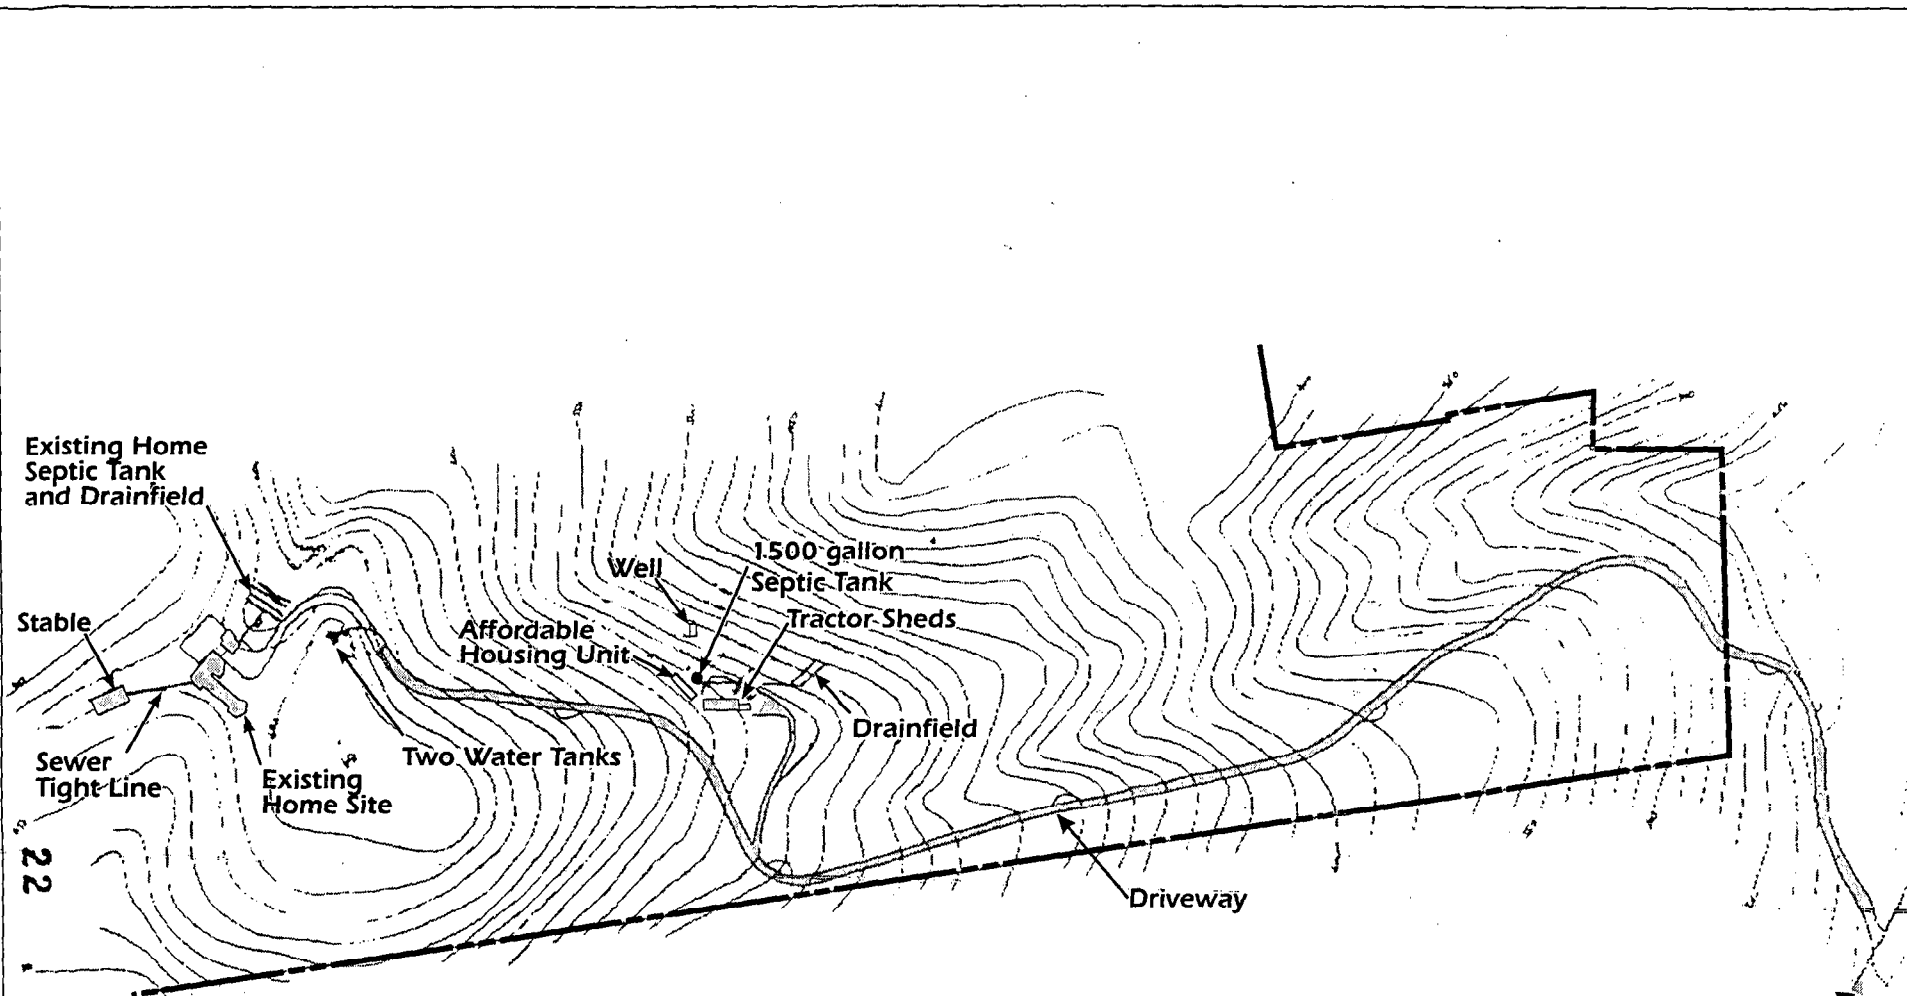 Existing Home
Septic Tank
and Drainfield
Stable
Sewer
Tight Line
Existing
Home Site
Two Water Tanks
Affordable
Housing Unit
Well
1500 gallon
Septic Tank
Tractor Sheds
Drainfield
Driveway
22